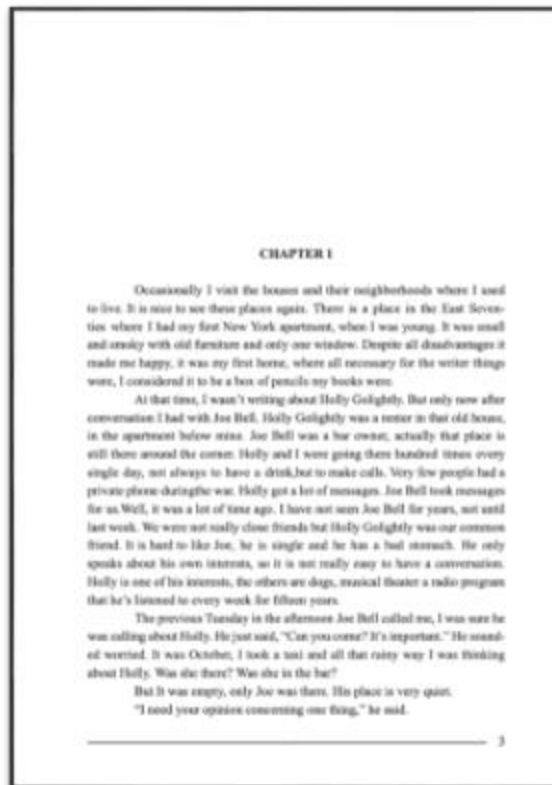 CHAPTER I
Occasionally I visit the houses and their neighborhoods where I used
to live. It is nice to see these places again. There is a place in the East Seven-
ties where I had my first New York apartment, when I was young. It was small
and smoky with old furniture and only one window. Despite all disadvantages it
made me happy, it was my first home, where all necessary for the writer things
were, I considered it to be a box of pencils my books were.
At that time, I wasn't writing about Holly Golightly. But only now after
conversation I had with Joe Bell. Holly Golightly was a renter in that old house,
in the apartment below mine. Joe Bell was a bar owner, actually that place is
still there around the corner. Holly and I were going there hundred times every
single day, not always to have a drink,but to make calls. Very few people had a
private phone duringthe war. Holly got a lot of messages. Joe Bell took messages
for us.Well, it was a lot of time ago. I have not seen Joe Bell for years, not until
last week. We were not really close friends but Holly Golightly was our common
friend. It is hard to like Joe, he is single and he has a bad stomach. He only
speaks about his own interests, so it is not really easy to have a conversation.
Holly is one of his interests, the others are dogs, musical theater a radio program
that he's listened to every week for fifteen years.
The previous Tuesday in the afternoon Joe Bell called me, I was sure he
was calling about Holly. He just said, "Can you come? It's important." He sound-
ed worried. It was October, I took a taxi and all that rainy way I was thinking
about Holly. Was she there? Was she in the bar?
But It was empty, only Joe was there. His place is very quiet.
"I need your opinion concerning one thing," he said.
3